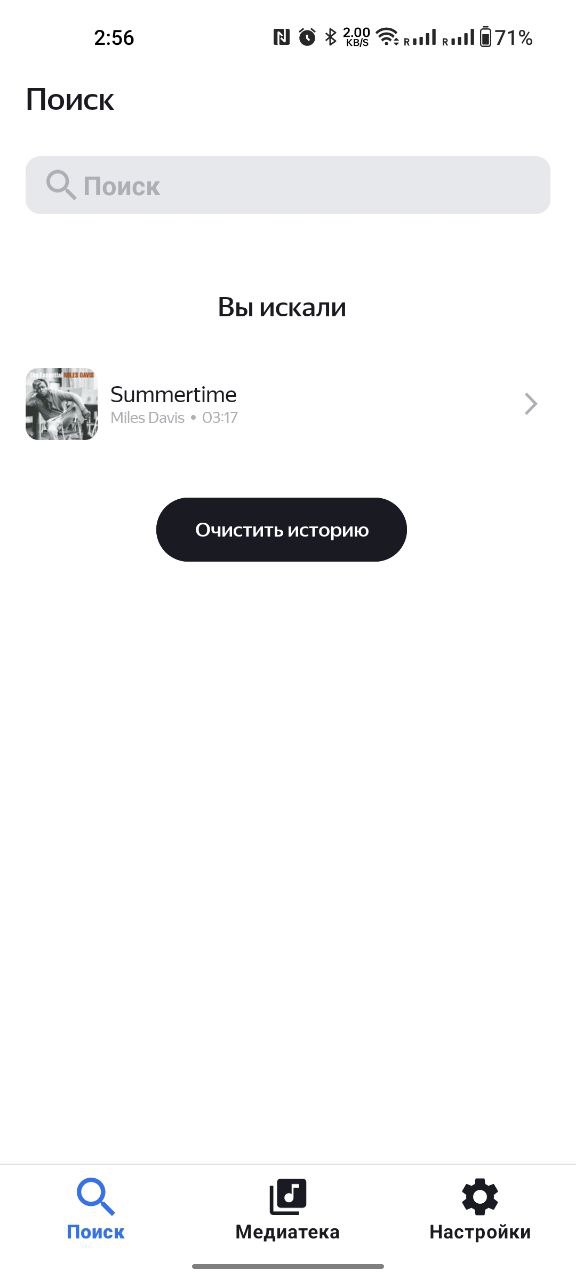 2:56 2.00 KB/S R R 71%
Поиск
Поиск
Вы искали
MILES DAVIS
Summertime
Miles Davis • 03:17
Очистить историю
Поиск Медиатека Настройки